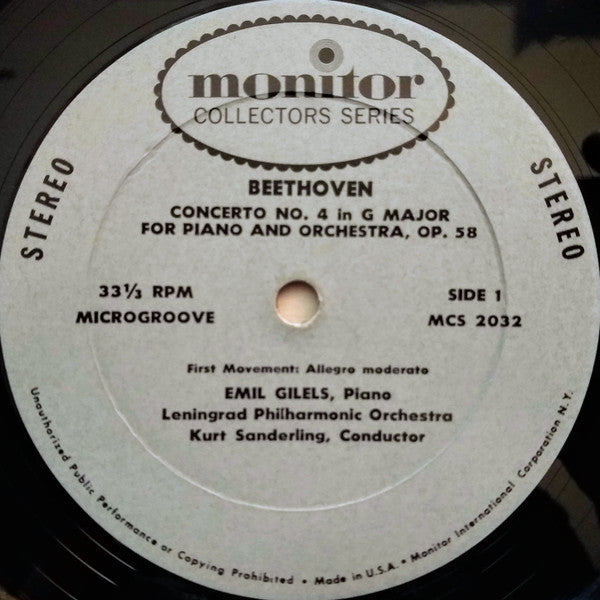 monitor
COLLECTORS SERIES
BEETHOVEN
CONCERTO NO. 4 in G MAJOR
FOR PIANO AND ORCHESTRA, OP. 58
STEREO
STEREO
33⅓ RPM
MICROGROOVE
SIDE 1
MCS 2032
First Movement: Allegro moderato
EMIL GILELS, Piano
Leningrad Philharmonic Orchestra
Kurt Sanderling, Conductor
Unauthorized Public Performance or Copying Prohibited • Made in U.S.A. • Monitor International Corporation N.Y.